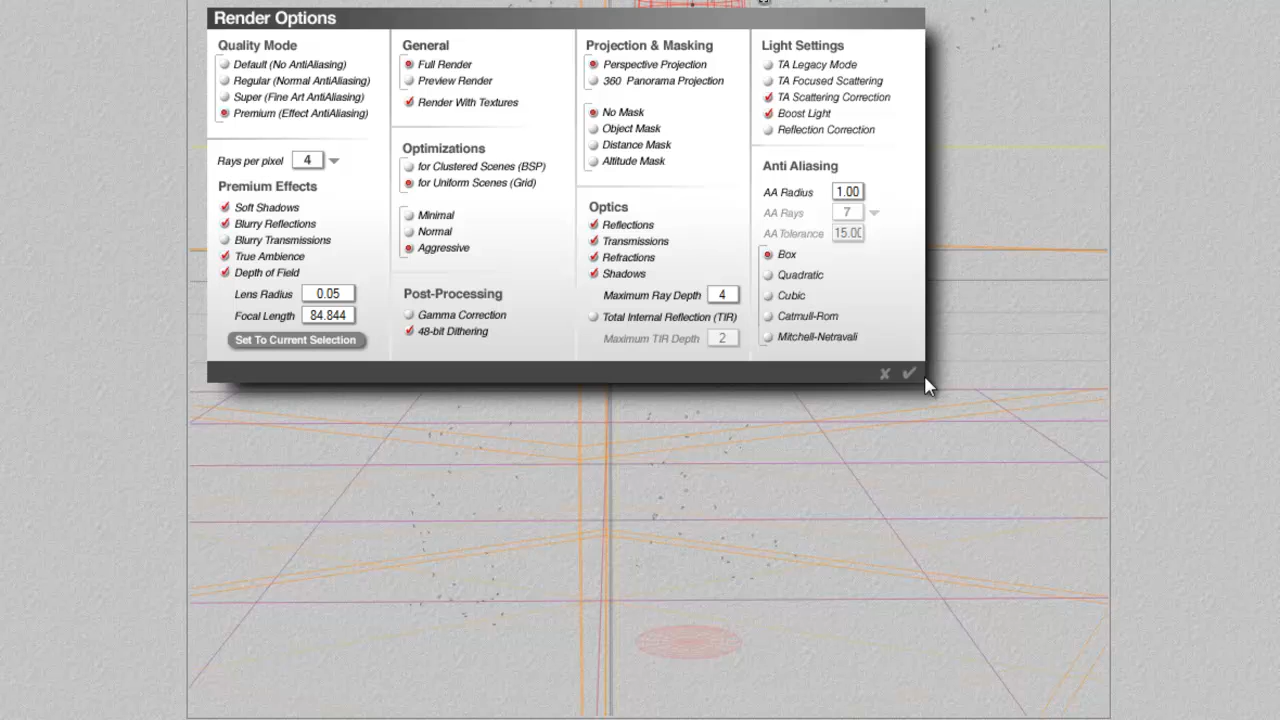 Render Options
Quality Mode
Default (No AntiAliasing)
Regular (Normal AntiAliasing)
Super (Fine Art AntiAliasing)
Premium (Effect AntiAliasing)
Rays per pixel 4
Premium Effects
Soft Shadows
Blurry Reflections
Blurry Transmissions
True Ambience
Depth of Field
Lens Radius 0.05
Focal Length 84.844
Set To Current Selection
General
Full Render
Preview Render
Render With Textures
Optimizations
for Clustered Scenes (BSP)
for Uniform Scenes (Grid)
Minimal
Normal
Aggressive
Post-Processing
Gamma Correction
48-bit Dithering
Projection & Masking
Perspective Projection
360 Panorama Projection
No Mask
Object Mask
Distance Mask
Altitude Mask
Optics
Reflections
Transmissions
Refractions
Shadows
Maximum Ray Depth 4
Total Internal Reflection (TIR)
Maximum TIR Depth 2
Light Settings
TA Legacy Mode
TA Focused Scattering
TA Scattering Correction
Boost Light
Reflection Correction
Anti Aliasing
AA Radius 1.00
AA Rays 7
AA Tolerance 15.00
Box
Quadratic
Cubic
Catmull-Rom
Mitchell-Netravali